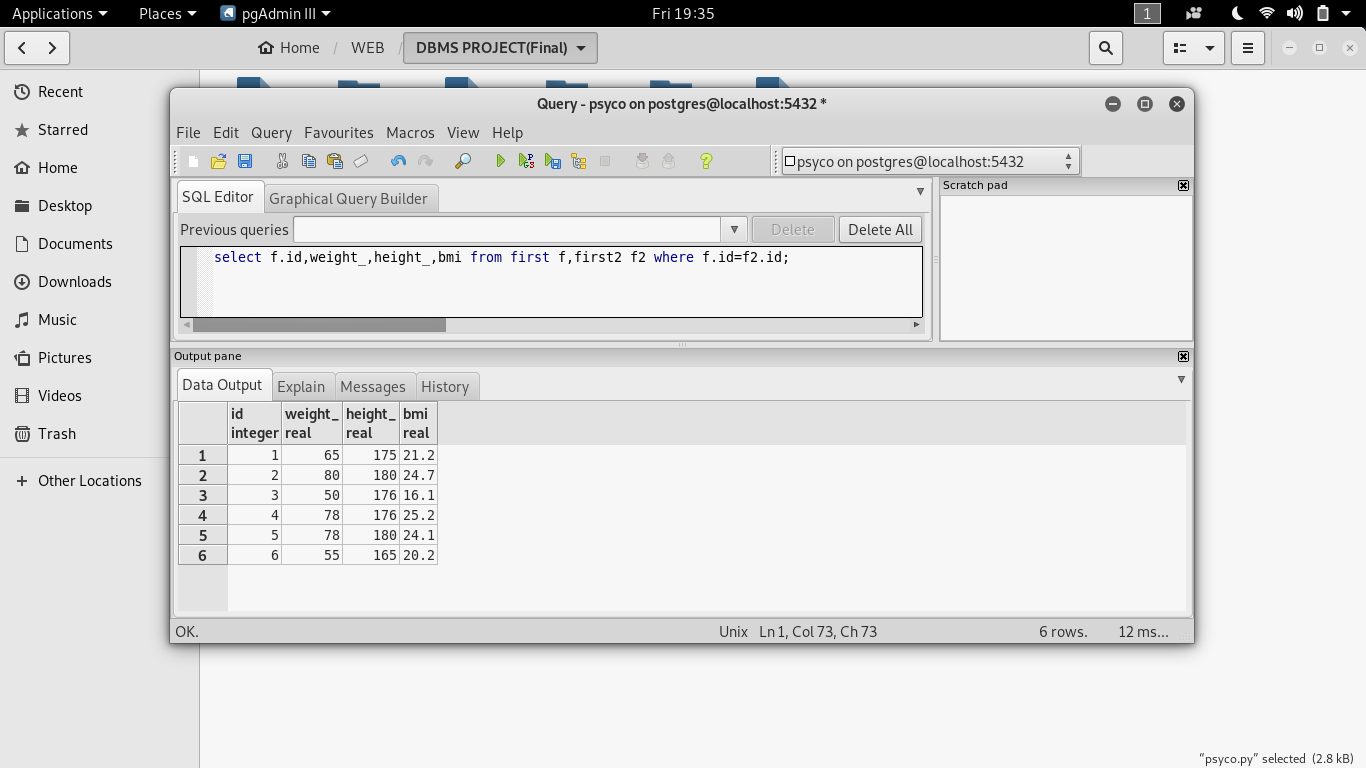 Applications Places pgAdmin III Fri 19:35 1
Home / WEB / DBMS PROJECT(Final)
Recent
Starred
Home
Desktop
Documents
Downloads
Music
Pictures
Videos
Trash
+ Other Locations
Query - psyco on postgres@localhost:5432 *
File Edit Query Favourites Macros View Help
psyco on postgres@localhost:5432
SQL Editor Graphical Query Builder
Previous queries Delete Delete All
select f.id,weight_,height_,bmi from first f,first2 f2 where f.id=f2.id;
Scratch pad
Output pane
Data Output Explain Messages History
id weight_ height_ bmi
integer real real real
1 1 65 175 21.2
2 2 80 180 24.7
3 3 50 176 16.1
4 4 78 176 25.2
5 5 78 180 24.1
6 6 55 165 20.2
OK. Unix Ln 1, Col 73, Ch 73 6 rows. 12 ms...
“psyco.py” selected (2.8 kB)